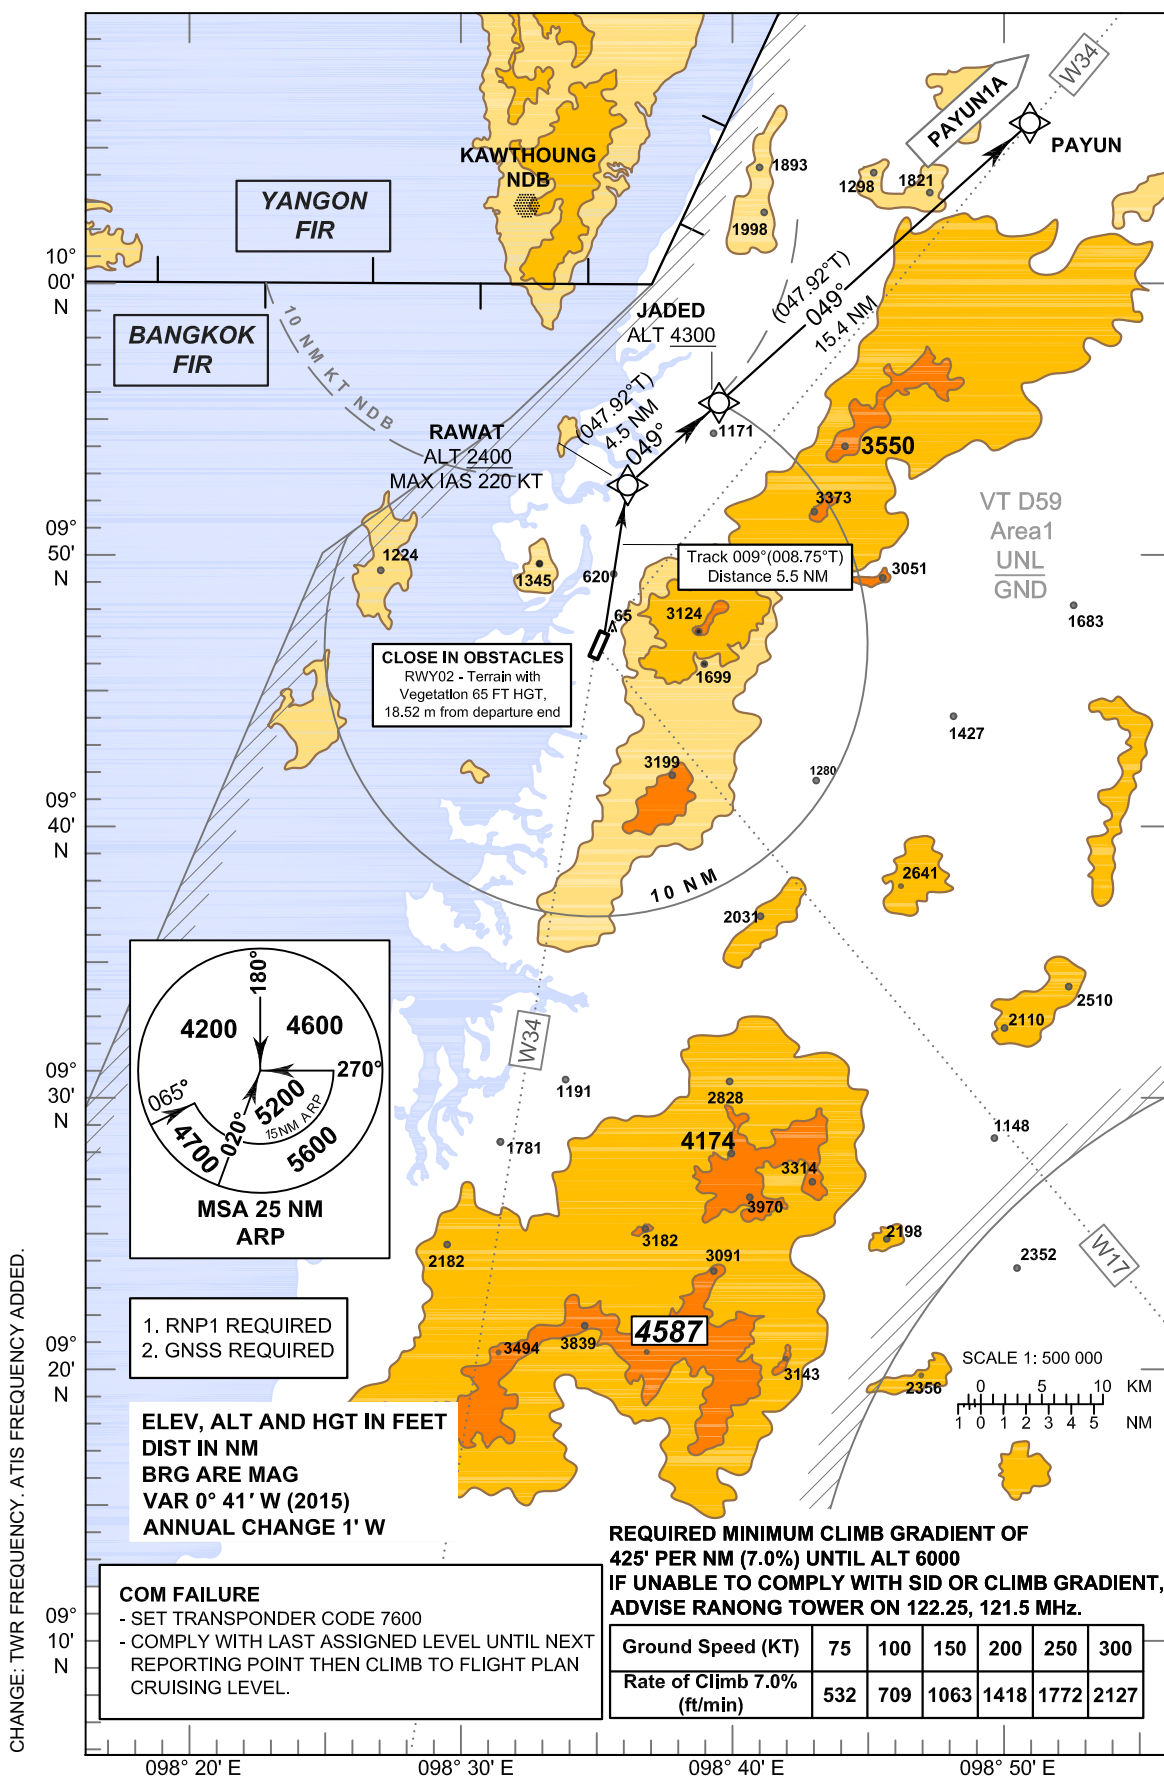 W34
PAYUN1A
PAYUN
KAWTHOUNG
NDB
1893
1298
1821
1998
YANGON
FIR
10°
00'
N
BANGKOK
FIR
10 NM KT NDB
JADED
ALT 4300
(047.92°T)
049°
15.4 NM
RAWAT
ALT 2400
MAX IAS 220 KT
(047.92°T)
4.5 NM
049°
1171
3550
3373
VT D59
Area1
UNL
GND
09°
50'
N
1224
1345
620
Track 009°(008.75°T)
Distance 5.5 NM
3051
65
3124
1683
1699
CLOSE IN OBSTACLES
RWY02 - Terrain with
Vegetation 65 FT HGT,
18.52 m from departure end
1427
3199
1280
09°
40'
N
10 NM
2641
2031
2510
2110
W34
180°
4200
4600
270°
065°
5200
15NM ARP
020°
4700
5600
MSA 25 NM
ARP
09°
30'
N
1191
2828
1781
4174
3314
3970
1148
3182
2198
2182
3091
2352
W17
1. RNP1 REQUIRED
2. GNSS REQUIRED
09°
20'
N
4587
3494
3839
3143
2356
SCALE 1: 500 000
0 5 10 KM
1 0 1 2 3 4 5 NM
ELEV, ALT AND HGT IN FEET
DIST IN NM
BRG ARE MAG
VAR 0° 41' W (2015)
ANNUAL CHANGE 1' W
REQUIRED MINIMUM CLIMB GRADIENT OF
425' PER NM (7.0%) UNTIL ALT 6000
IF UNABLE TO COMPLY WITH SID OR CLIMB GRADIENT,
ADVISE RANONG TOWER ON 122.25, 121.5 MHz.
COM FAILURE
- SET TRANSPONDER CODE 7600
- COMPLY WITH LAST ASSIGNED LEVEL UNTIL NEXT
REPORTING POINT THEN CLIMB TO FLIGHT PLAN
CRUISING LEVEL.
09°
10'
N
Ground Speed (KT) 75 100 150 200 250 300
Rate of Climb 7.0%
(ft/min) 532 709 1063 1418 1772 2127
098° 20' E
098° 30' E
098° 40' E
098° 50' E
CHANGE: TWR FREQUENCY. ATIS FREQUENCY ADDED.